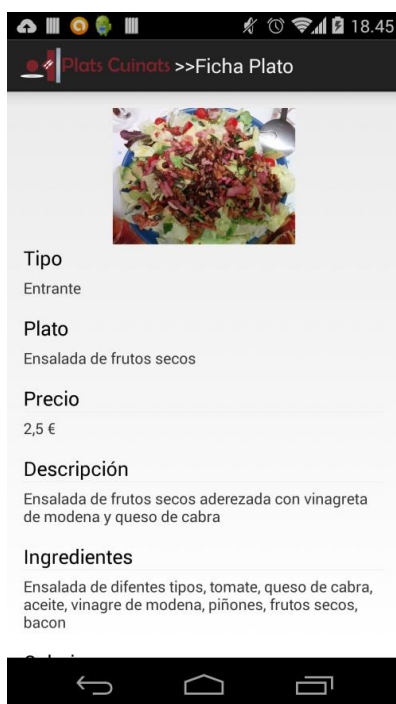 18.45
Plats Cuinats >>Ficha Plato
Tipo
Entrante
Plato
Ensalada de frutos secos
Precio
2,5 €
Descripción
Ensalada de frutos secos aderezada con vinagreta
de modena y queso de cabra
Ingredientes
Ensalada de difentes tipos, tomate, queso de cabra,
aceite, vinagre de modena, piñones, frutos secos,
bacon